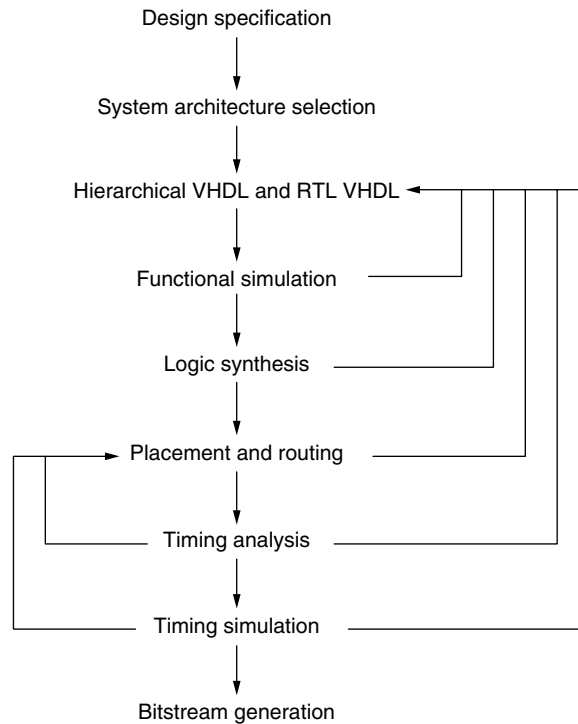 Design specification
System architecture selection
Hierarchical VHDL and RTL VHDL
Functional simulation
Logic synthesis
Placement and routing
Timing analysis
Timing simulation
Bitstream generation